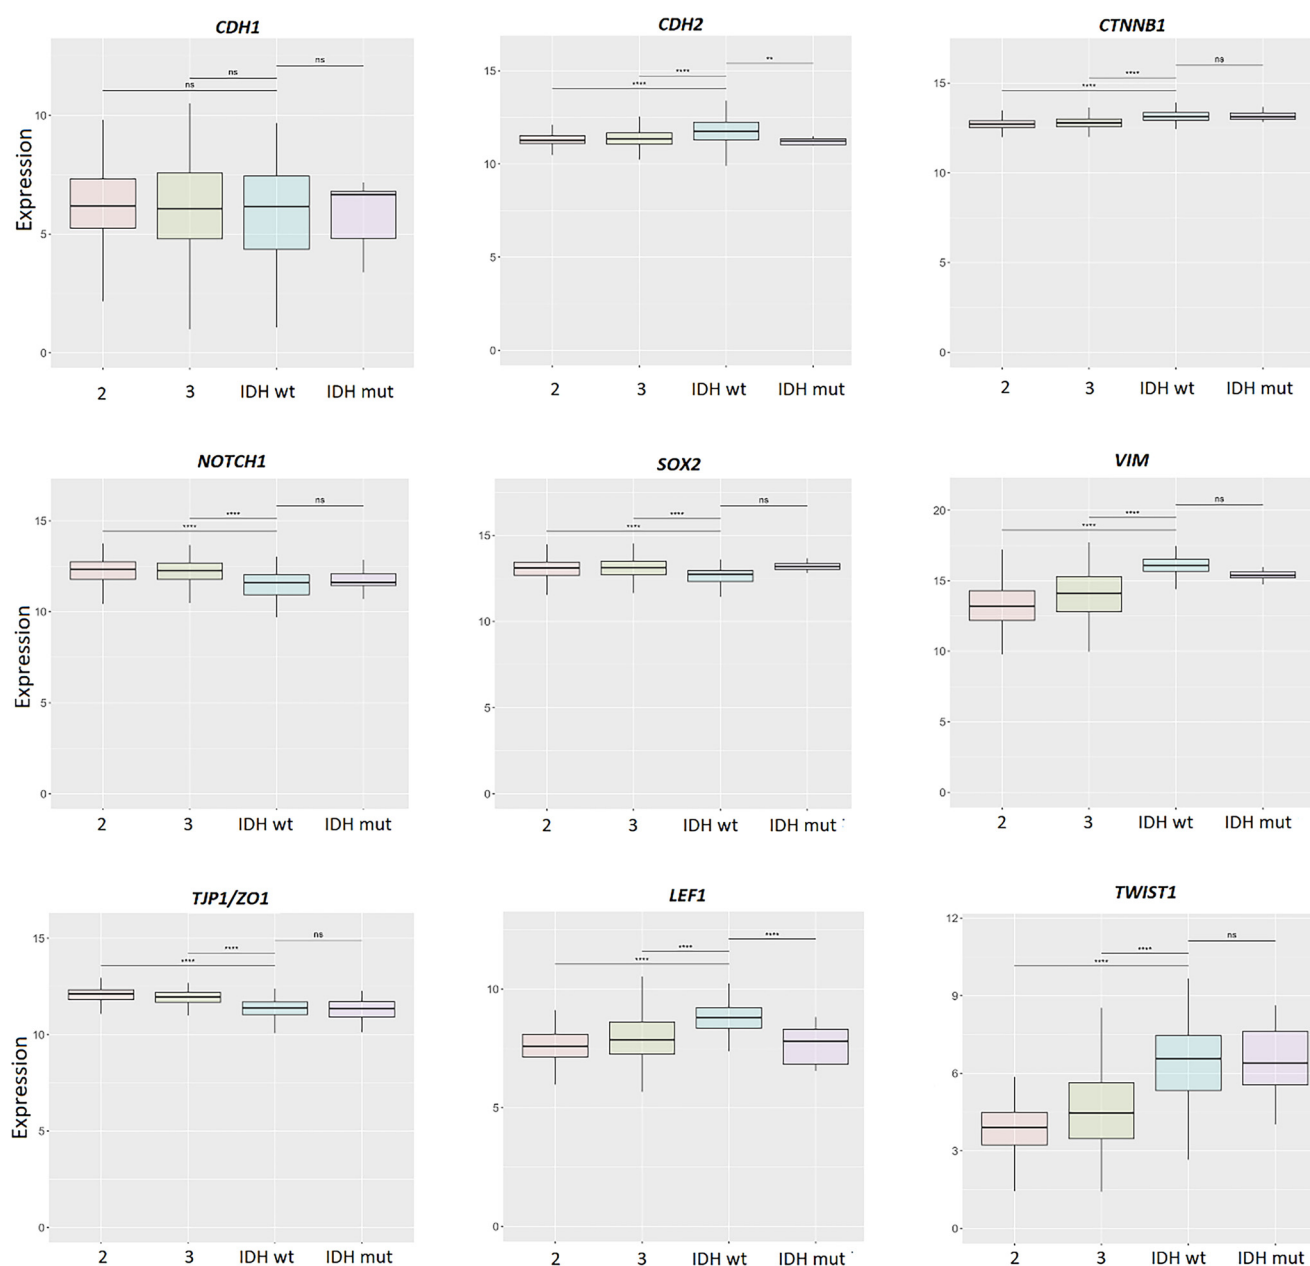 CDH1
CDH2
CTNNB1
Expression
10
5
0
ns
ns
ns
2
3
IDH wt
IDH mut
15
10
5
0
****
****
**
2
3
IDH wt
IDH mut
15
10
5
0
****
****
ns
2
3
IDH wt
IDH mut
NOTCH1
SOX2
VIM
Expression
15
10
5
0
****
****
ns
2
3
IDH wt
IDH mut
15
10
5
0
****
****
ns
2
3
IDH wt
IDH mut
20
15
10
5
0
****
****
ns
2
3
IDH wt
IDH mut
TJP1/ZO1
LEF1
TWIST1
Expression
15
10
5
0
****
****
ns
2
3
IDH wt
IDH mut
10
5
0
****
****
****
2
3
IDH wt
IDH mut
12
9
6
3
0
****
****
ns
2
3
IDH wt
IDH mut